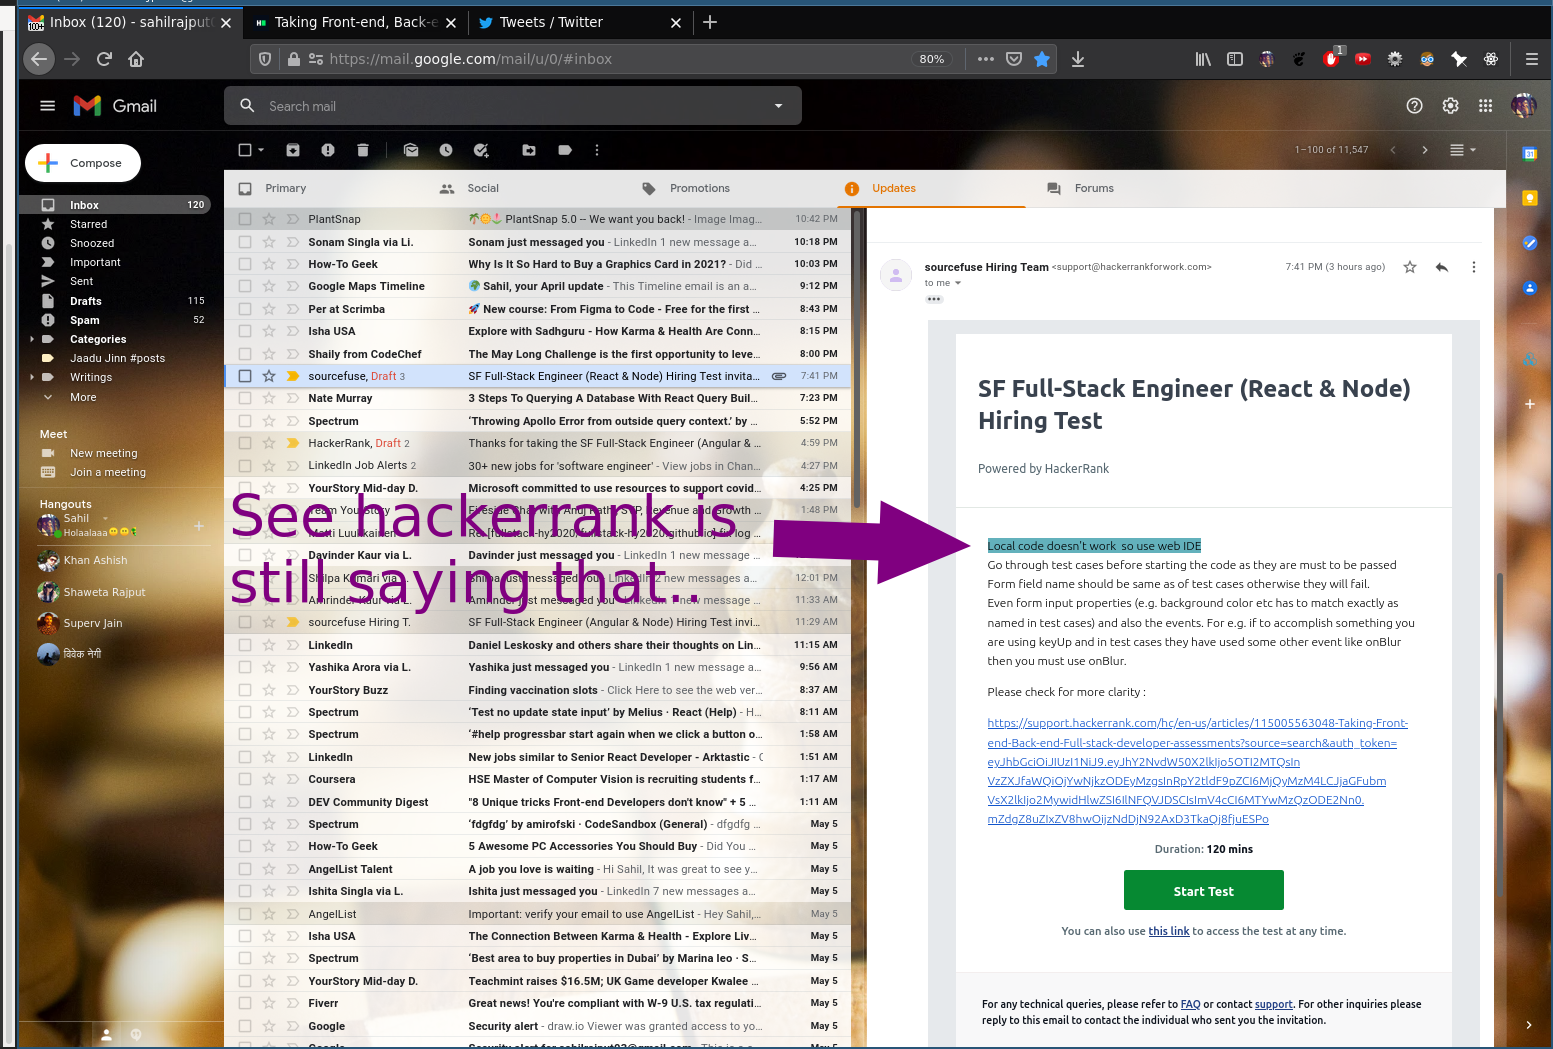 Inbox (120) - sahilrajput
Taking Front-end, Back-e
Tweets / Twitter
https://mail.google.com/mail/u/0/#inbox
80%
1
Gmail
Search mail
Compose
1–100 of 11,547
Primary
Social
Promotions
Updates
Forums
Inbox 120
Starred
Snoozed
Important
Sent
Drafts 115
Spam 52
Categories
Jaadu Jinn #posts
Writings
More
Meet
New meeting
Join a meeting
Hangouts
Sahil
Holaalaaa
Khan Ashish
Shaweta Rajput
Superv Jain
विवेक नेगी
PlantSnap 🌴🌼🌷 PlantSnap 5.0 -- We want you back! - Image Imag… 10:42 PM
Sonam Singla via Li. Sonam just messaged you - LinkedIn 1 new message a… 10:18 PM
How-To Geek Why Is It So Hard to Buy a Graphics Card in 2021? - Did … 10:03 PM
Google Maps Timeline 🌍 Sahil, your April update - This Timeline email is an a… 9:12 PM
Per at Scrimba 🚀 New course: From Figma to Code - Free for the first … 8:43 PM
Isha USA Explore with Sadhguru - How Karma & Health Are Conn… 8:15 PM
Shaily from CodeChef The May Long Challenge is the first opportunity to leve… 8:00 PM
sourcefuse, Draft 3 SF Full-Stack Engineer (React & Node) Hiring Test invita… 7:41 PM
Nate Murray 3 Steps To Querying A Database With React Query Buil… 7:23 PM
Spectrum ‘Throwing Apollo Error from outside query context.’ by … 5:52 PM
HackerRank, Draft 2 Thanks for taking the SF Full-Stack Engineer (Angular & … 4:59 PM
LinkedIn Job Alerts 2 30+ new jobs for 'software engineer' - View jobs in Chan… 4:27 PM
YourStory Mid-day D. Microsoft committed to use resources to support covid… 4:25 PM
See hackerrank is
still saying that..
1:48 PM
Davinder Kaur via L. Davinder just messaged you - LinkedIn 1 new message … 12:01 PM
Shilpa Kumari via
Amrinder Kaur via L. Amrinder just messaged you - LinkedIn 1 new message … 11:33 AM
sourcefuse Hiring T. SF Full-Stack Engineer (Angular & Node) Hiring Test invi… 11:29 AM
LinkedIn Daniel Leskosky and others share their thoughts on Lin… 11:15 AM
Yashika Arora via L. Yashika just messaged you - LinkedIn 1 new message a… 9:56 AM
YourStory Buzz Finding vaccination slots - Click Here to see the web ver… 8:37 AM
Spectrum ‘Test no update state input’ by Melius · React (Help) - H… 8:11 AM
Spectrum ‘#help progressbar start again when we click a button o… 1:58 AM
LinkedIn New jobs similar to Senior React Developer - Arktastic - 1:51 AM
Coursera HSE Master of Computer Vision is recruiting students f… 1:17 AM
DEV Community Digest "8 Unique tricks Front-end Developers don't know" + 5 … 1:11 AM
Spectrum ‘fdgfdg’ by amirofski · CodeSandbox (General) - dfgdfg … May 5
How-To Geek 5 Awesome PC Accessories You Should Buy - Did You … May 5
AngelList Talent A job you love is waiting - Hi Sahil, It was great to see y… May 5
Ishita Singla via L. Ishita just messaged you - LinkedIn 7 new messages a… May 5
AngelList Important: verify your email to use AngelList - Hey Sahil,… May 5
Isha USA The Connection Between Karma & Health - Explore Liv… May 5
Spectrum ‘Best area to buy properties in Dubai’ by Marina leo · S… May 5
YourStory Mid-day D. Teachmint raises $16.5M; UK Game developer Kwalee … May 5
Fiverr Great news! You're compliant with W-9 U.S. tax regulati… May 5
Google Security alert - draw.io Viewer was granted access to yo… May 5
sourcefuse Hiring Team <support@hackerrankforwork.com> 7:41 PM (3 hours ago)
to me
SF Full-Stack Engineer (React & Node)
Hiring Test
Powered by HackerRank
Local code doesn't work so use web IDE
Go through test cases before starting the code as they are must to be passed
Form field name should be same as of test cases otherwise they will fail.
Even form input properties (e.g. background color etc has to match exactly as
named in test cases) and also the events. For e.g. if to accomplish something you
are using keyUp and in test cases they have used some other event like onBlur
then you must use onBlur.
Please check for more clarity :
https://support.hackerrank.com/hc/en-us/articles/115005563048-Taking-Front-
end-Back-end-Full-stack-developer-assessments?source=search&auth_token=
Duration: 120 mins
Start Test
You can also use this link to access the test at any time.
For any technical queries, please refer to FAQ or contact support. For other inquiries please
reply to this email to contact the individual who sent you the invitation.